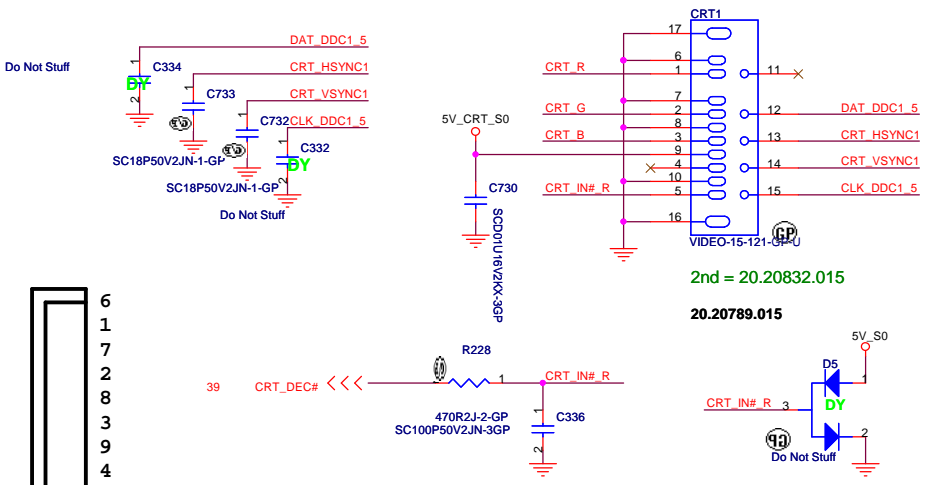 CRT1
17
DAT_DDC1_5
Do Not Stuff
1
C334
DY
2
CRT_HSYNC1
1
C733
2
CRT_VSYNC1
1
C732
2
CLK_DDC1_5
1
C332
DY
2
SC18P50V2JN-1-GP
SC18P50V2JN-1-GP
Do Not Stuff
5V_CRT_S0
C730
SCD01U16V2KX-3GP
6
CRT_R 1
11
7
CRT_G 2
12 DAT_DDC1_5
8
CRT_B 3
13 CRT_HSYNC1
9
4
14 CRT_VSYNC1
10
CRT_IN#_R 5
15 CLK_DDC1_5
16
GP
VIDEO-15-121-GP-U
2nd = 20.20832.015
20.20789.015
6
1
7
2
8
3
9
4
39 CRT_DEC#
R228
1
CRT_IN#_R
470R2J-2-GP
SC100P50V2JN-3GP
1
C336
2
5V_S0
D5
1
DY
CRT_IN#_R 3
2
GP
Do Not Stuff